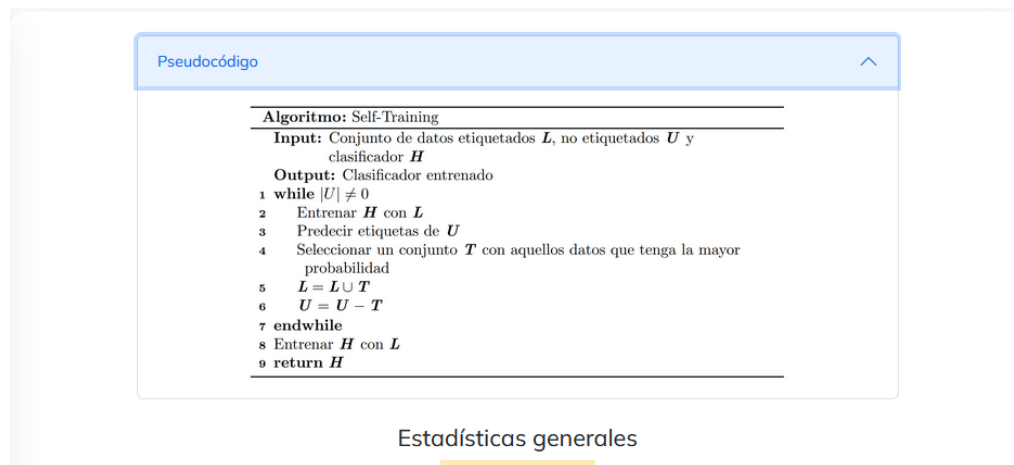 Pseudocódigo
Algoritmo: Self-Training
Input: Conjunto de datos etiquetados L, no etiquetados U y
clasificador H
Output: Clasificador entrenado
1 while |U| ≠ 0
2 Entrenar H con L
3 Predecir etiquetas de U
4 Seleccionar un conjunto T con aquellos datos que tenga la mayor
probabilidad
5 L = L ∪ T
6 U = U − T
7 endwhile
8 Entrenar H con L
9 return H
Estadísticas generales